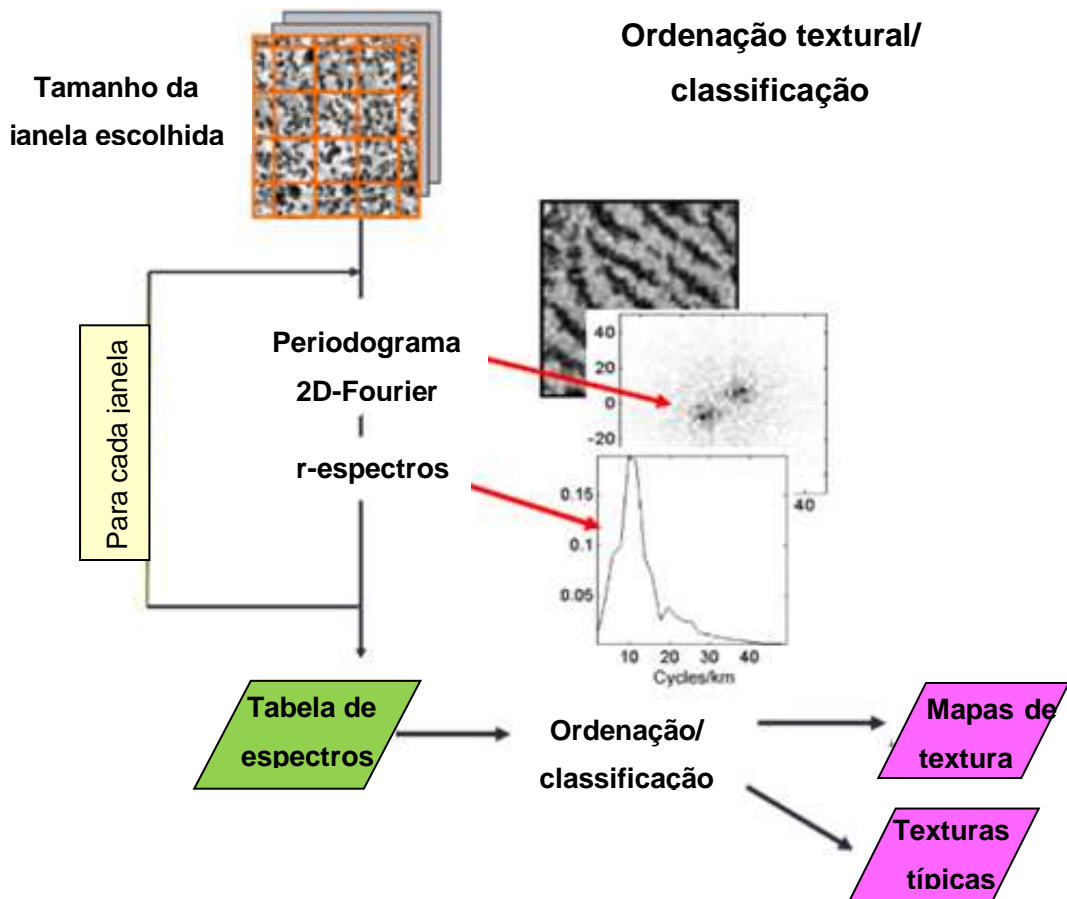 Ordenação textural/
classificação
Tamanho da
ianela escolhida
Para cada ianela
Periodograma
2D-Fourier
r-espectros
40
20
0
-20
40
0.15
0.1
0.05
10 20 30 40
Cycles/km
Tabela de
espectros
Ordenação/
classificação
Mapas de
textura
Texturas
típicas